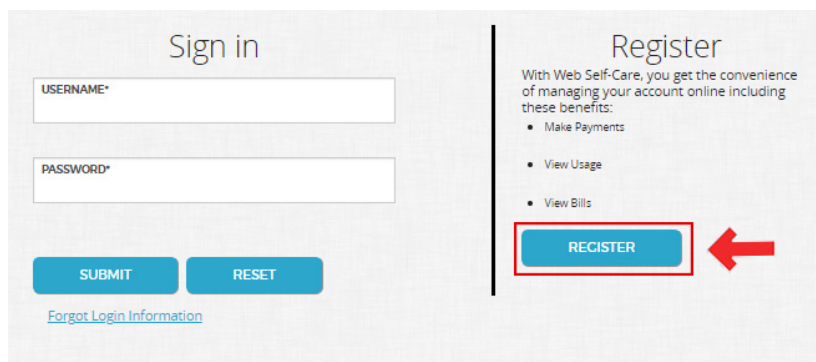 Sign in
USERNAME*
PASSWORD*
SUBMIT
RESET
Forgot Login Information
Register
With Web Self-Care, you get the convenience
of managing your account online including
these benefits:
• Make Payments
• View Usage
• View Bills
REGISTER